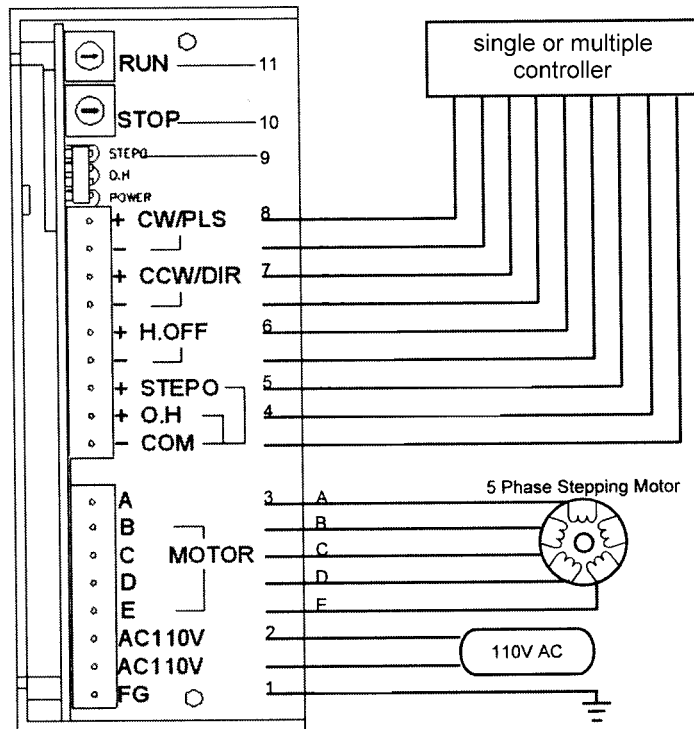 single or multiple
controller
RUN 11
STOP 10
STEPO 9
O.H
POWER
+ CW/PLS 8
-
+ CCW/DIR 7
-
+ H.OFF 6
-
+ STEPO 5
+ O.H 4
- COM
5 Phase Stepping Motor
A 3 A
B B
C MOTOR C
D D
E E
AC110V 2
AC110V
110V AC
FG 1